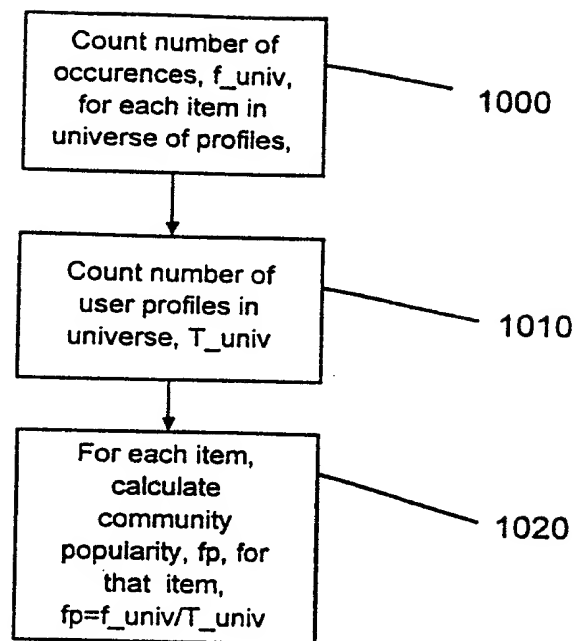 Count number of
occurences, f_univ,
for each item in
universe of profiles,
1000
Count number of
user profiles in
universe, T_univ
1010
For each item,
calculate
community
popularity, fp, for
that item,
fp=f_univ/T_univ
1020